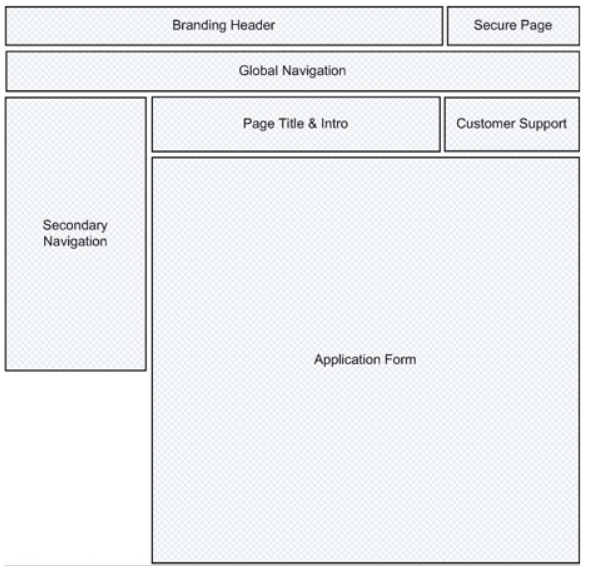 Branding Header
Secure Page
Global Navigation
Page Title & Intro
Customer Support
Secondary
Navigation
Application Form